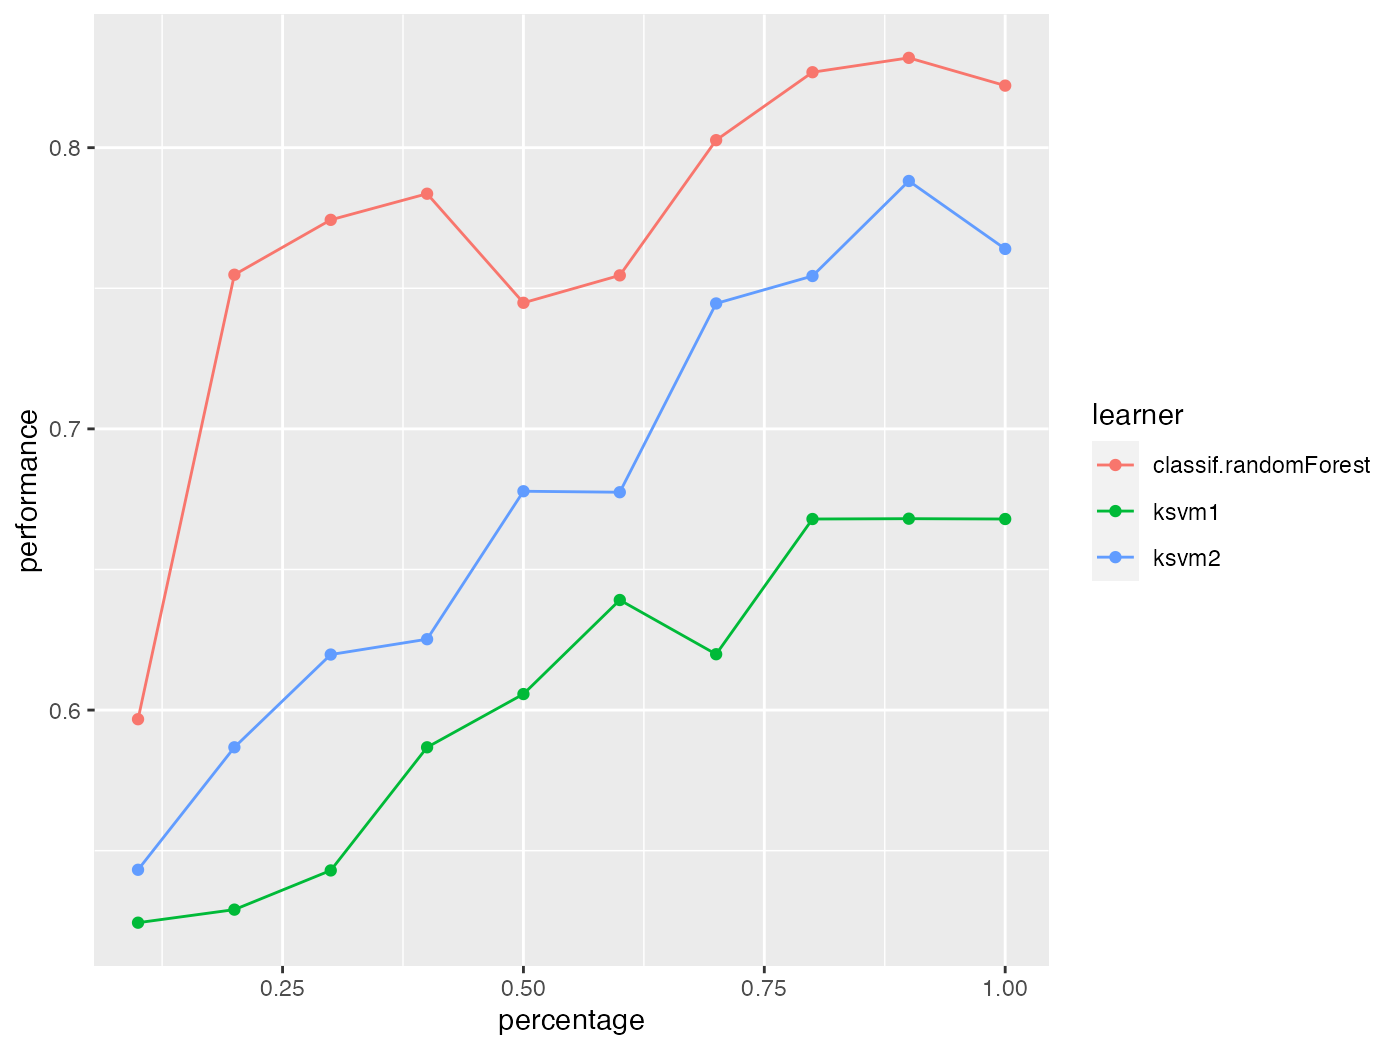 0.8
0.7
0.6
performance
0.25
0.50
0.75
1.00
percentage
learner
classif.randomForest
ksvm1
ksvm2